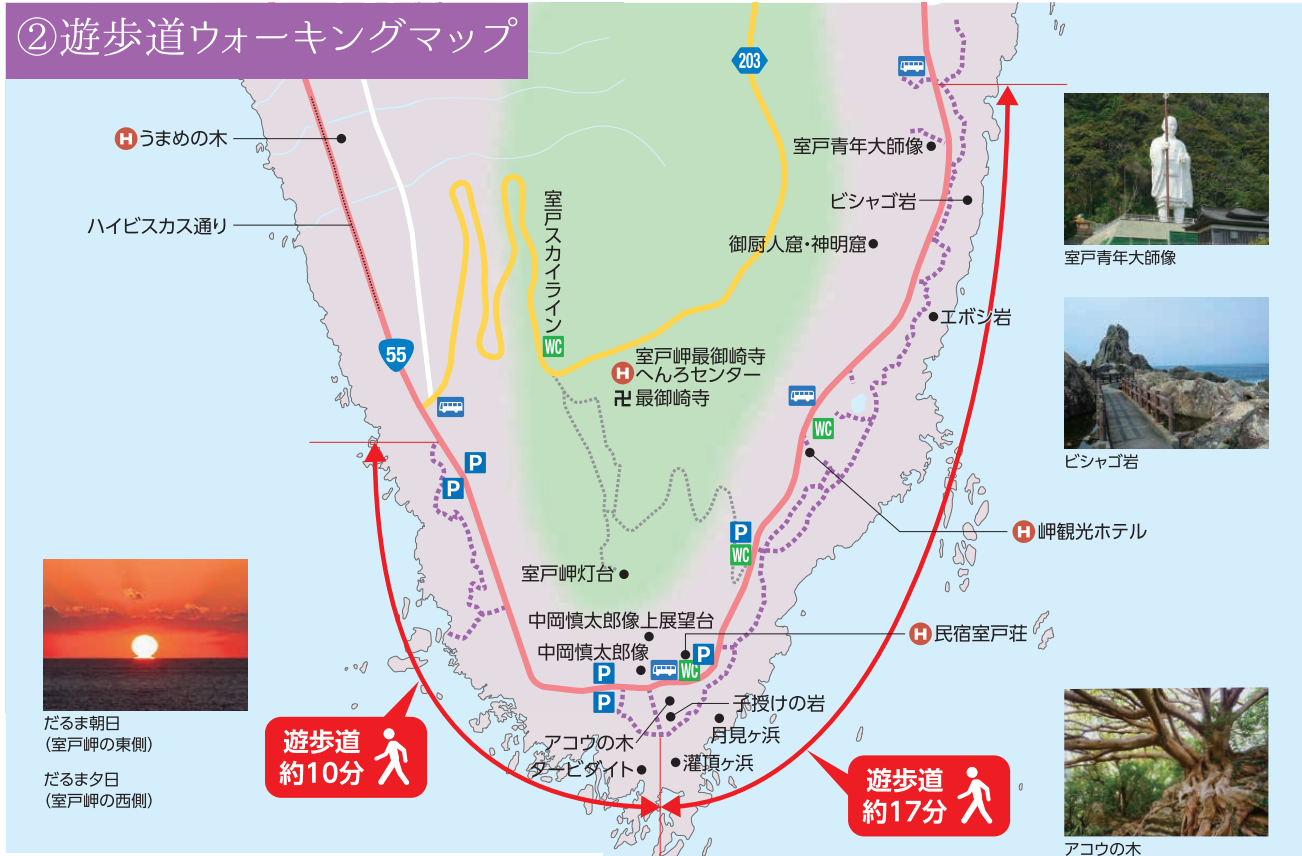 ②遊歩道ウォーキングマップ
203
室戸青年大師像
Hうまめの木
ビシャゴ岩
ハイビスカス通り
室戸スカイライン
御厨人窟・神明窟
室戸青年大師像
エボシ岩
WC
55
室戸岬最御崎寺
H へんろセンター
卍 最御崎寺
WC
ビシャゴ岩
P
P
P
WC
H 岬観光ホテル
室戸岬灯台
中岡慎太郎像上展望台
H 民宿室戸荘
中岡慎太郎像
P
WC
P
P
子授けの岩
アコウの木
月見ヶ浜
灌頂ヶ浜
タービダイト
だるま朝日
(室戸岬の東側)
だるま夕日
(室戸岬の西側)
遊歩道
約10分
遊歩道
約17分
アコウの木